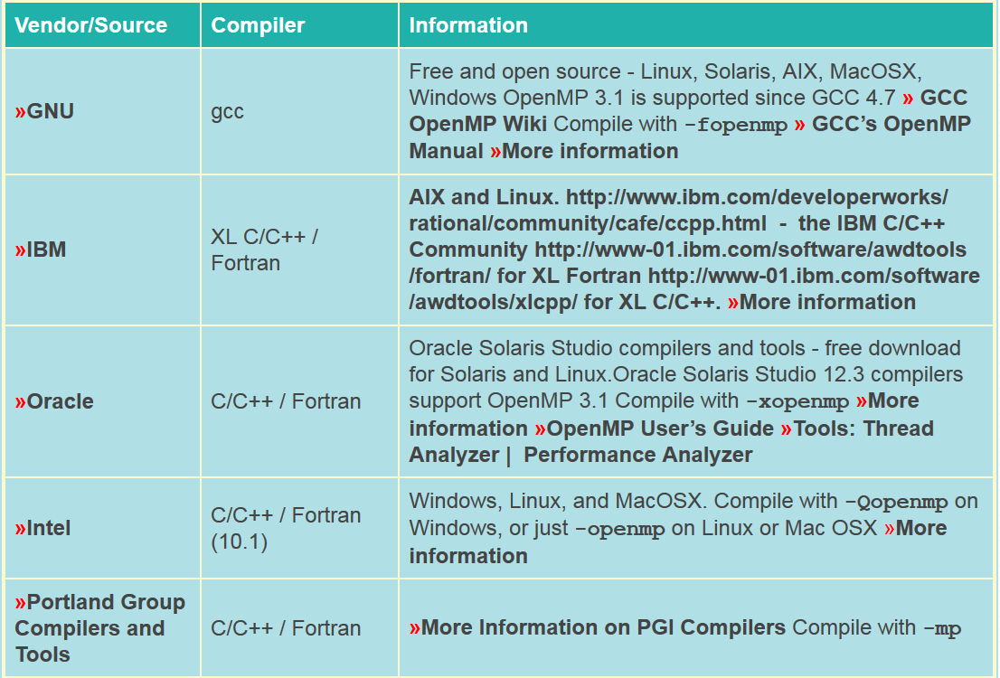 Vendor/Source Compiler Information
»GNU
gcc
Free and open source - Linux, Solaris, AIX, MacOSX,
Windows OpenMP 3.1 is supported since GCC 4.7 » GCC
OpenMP Wiki Compile with -fopenmp » GCC’s OpenMP
Manual »More information
»IBM
XL C/C++ /
Fortran
AIX and Linux. http://www.ibm.com/developerworks/
rational/community/cafe/ccpp.html - the IBM C/C++
Community http://www-01.ibm.com/software/awdtools
/fortran/ for XL Fortran http://www-01.ibm.com/software
/awdtools/xlcpp/ for XL C/C++. »More information
»Oracle
C/C++ / Fortran
Oracle Solaris Studio compilers and tools - free download
for Solaris and Linux.Oracle Solaris Studio 12.3 compilers
support OpenMP 3.1 Compile with -xopenmp »More
information »OpenMP User’s Guide »Tools: Thread
Analyzer | Performance Analyzer
»Intel
C/C++ / Fortran
(10.1)
Windows, Linux, and MacOSX. Compile with -Qopenmp on
Windows, or just -openmp on Linux or Mac OSX »More
information
»Portland Group
Compilers and
Tools
C/C++ / Fortran
»More Information on PGI Compilers Compile with -mp